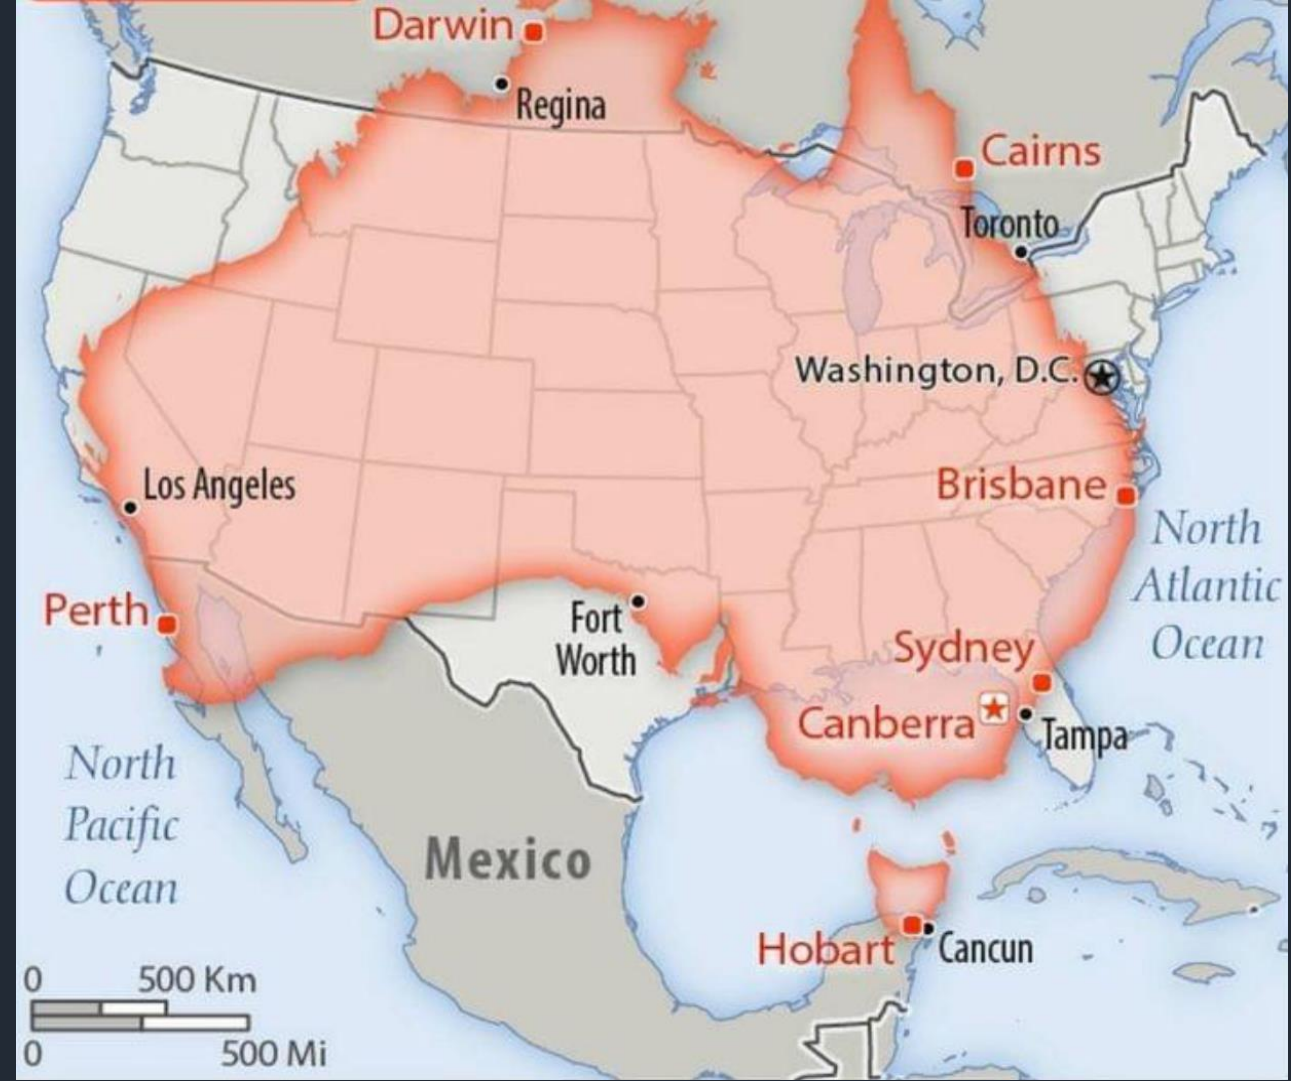 Darwin
Regina
Cairns
Toronto
Washington, D.C.
Los Angeles
Brisbane
North
Atlantic
Ocean
Perth
Fort
Worth
Sydney
Canberra
Tampa
North
Pacific
Ocean
Mexico
Hobart
Cancun
0 500 Km
0 500 Mi